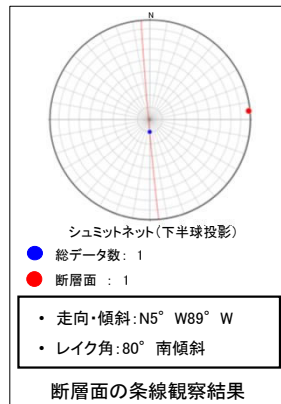 N
シュミットネット(下半球投影)
総データ数: 1
断層面 : 1
• 走向・傾斜:N5° W89° W
• レイク角:80° 南傾斜
断層面の条線観察結果